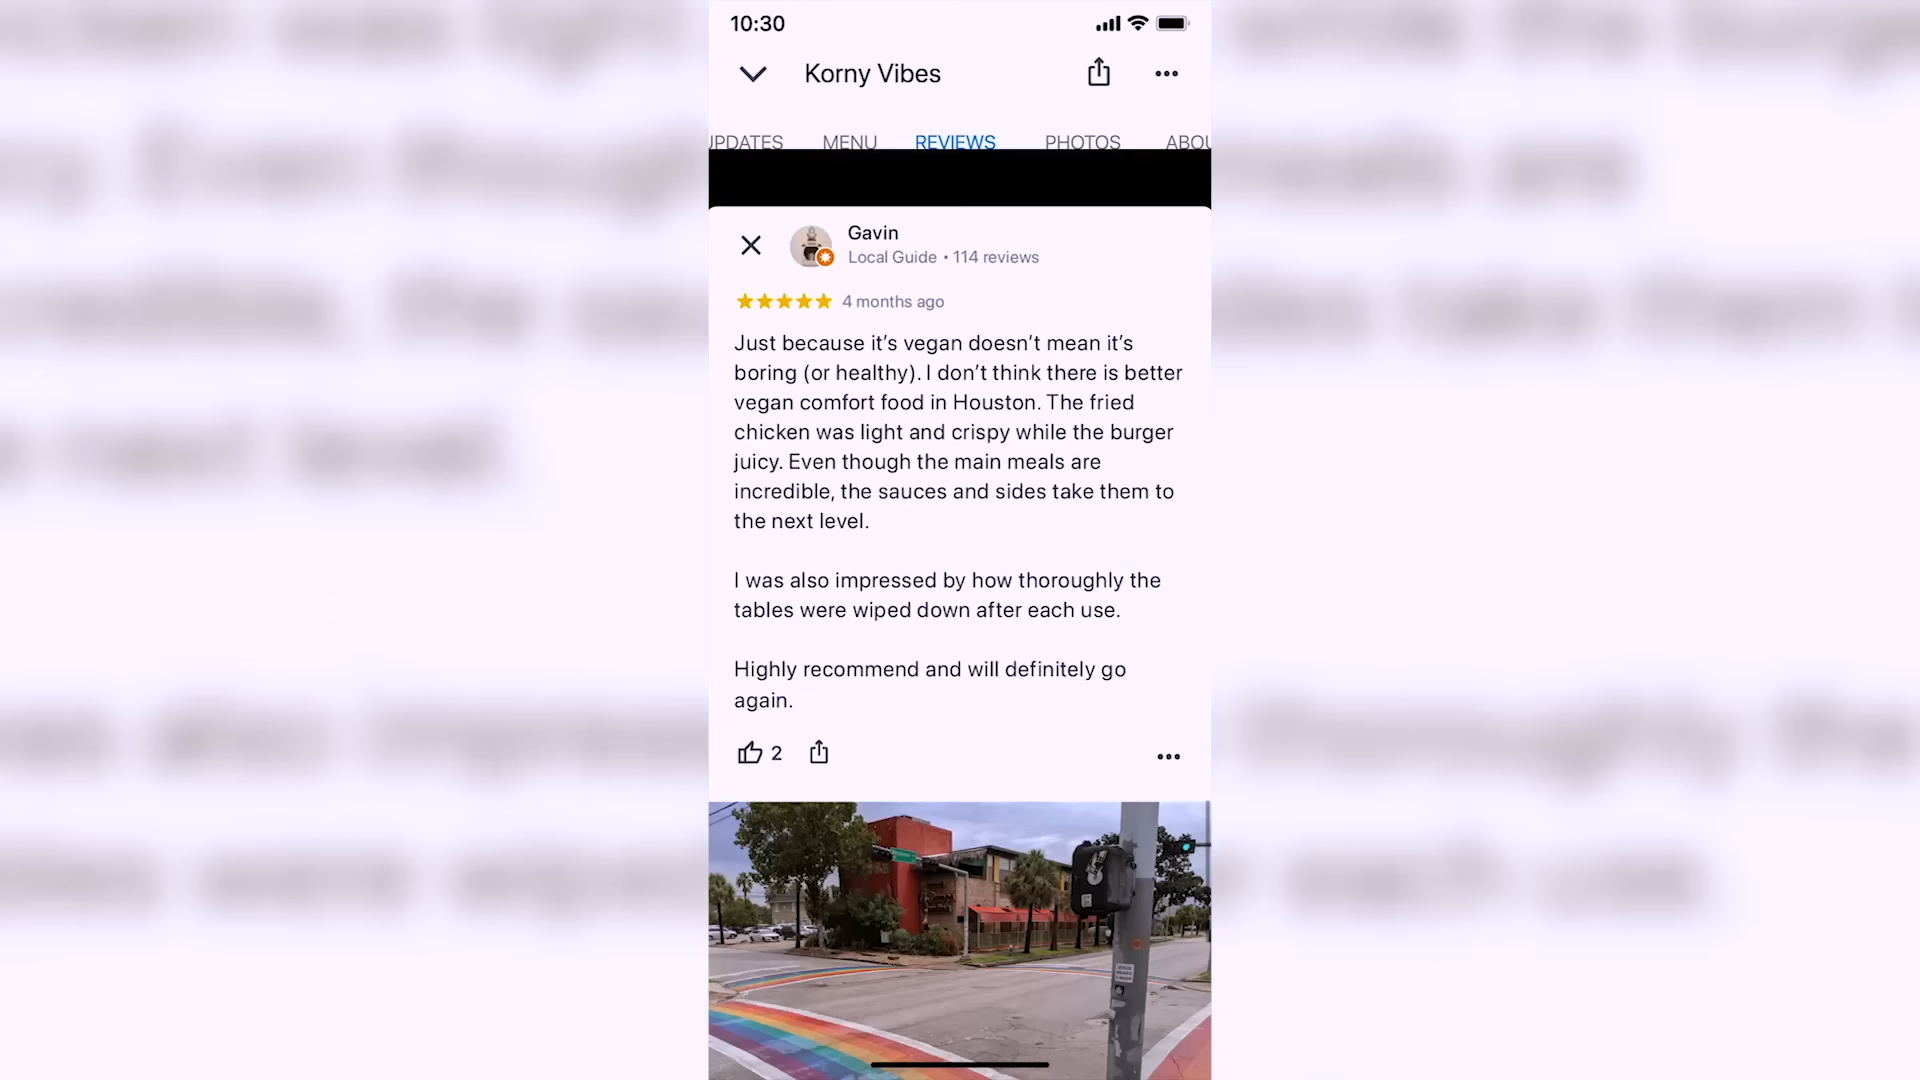 10:30
Korny Vibes
UPDATES MENU REVIEWS PHOTOS ABOU
Gavin
Local Guide • 114 reviews
4 months ago
Just because it’s vegan doesn’t mean it’s
boring (or healthy). I don’t think there is better
vegan comfort food in Houston. The fried
chicken was light and crispy while the burger
juicy. Even though the main meals are
incredible, the sauces and sides take them to
the next level.
I was also impressed by how thoroughly the
tables were wiped down after each use.
Highly recommend and will definitely go
again.
2